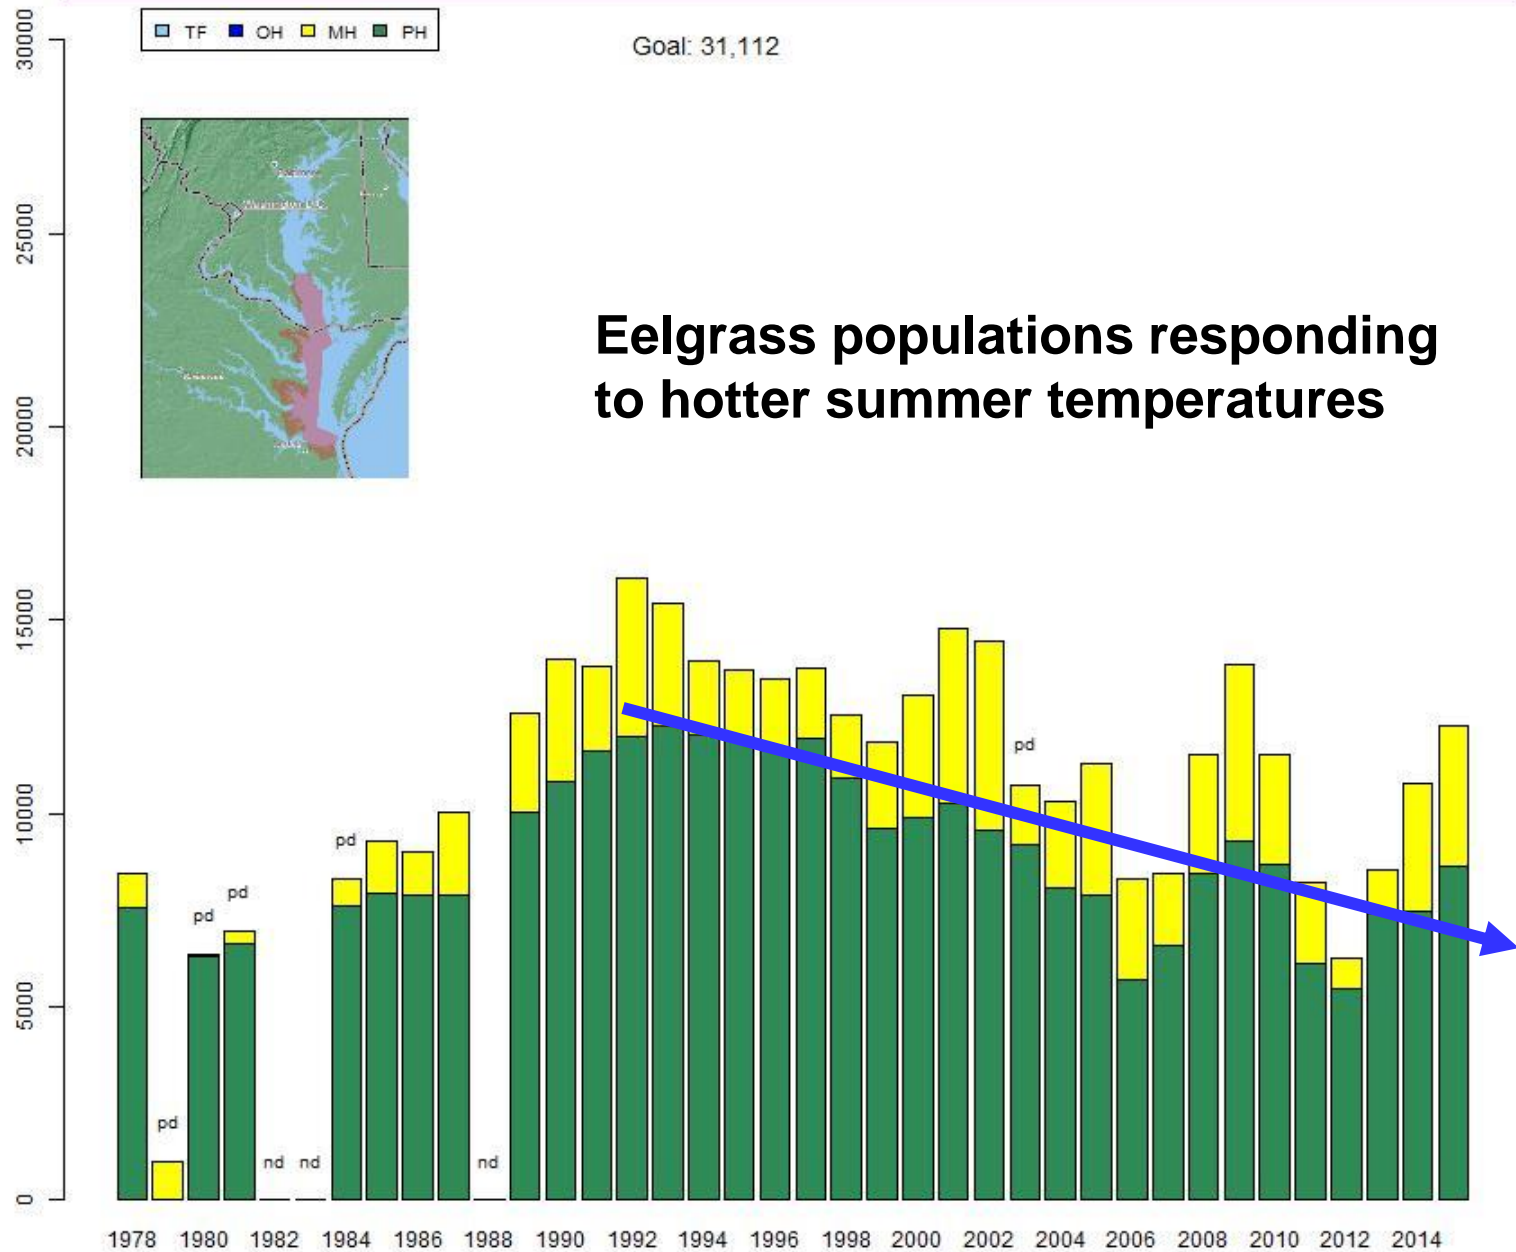 TF OH MH PH
Goal: 31,112
Eelgrass populations responding
to hotter summer temperatures
30000
25000
20000
15000
10000
5000
0
pd
pd
pd
nd
nd
pd
nd
pd
1978 1980 1982 1984 1986 1988 1990 1992 1994 1996 1998 2000 2002 2004 2006 2008 2010 2012 2014